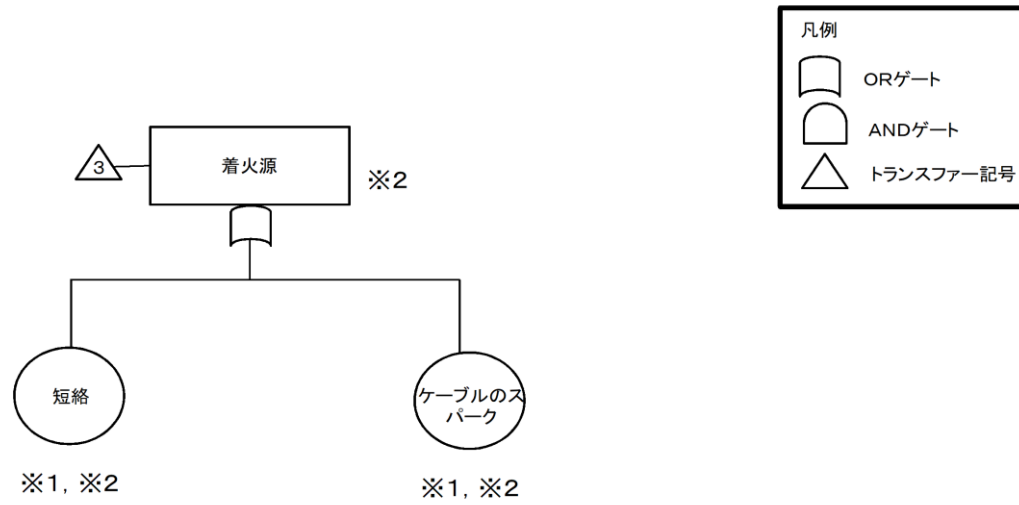 凡例
ORゲート
ANDゲート
トランスファー記号
3
着火源
※2
短絡
ケーブルのス
パーク
※1, ※2
※1, ※2